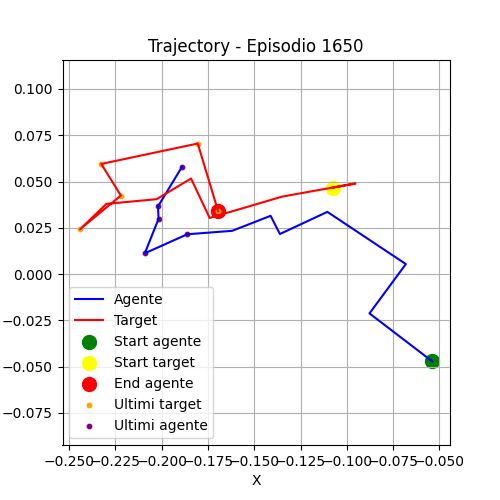 Trajectory - Episodio 1650
0.100
0.075
0.050
0.025
0.000
−0.025
−0.050
−0.075
Agente
Target
Start agente
Start target
End agente
Ultimi target
Ultimi agente
−0.250 −0.225 −0.200 −0.175 −0.150 −0.125 −0.100 −0.075 −0.050
X